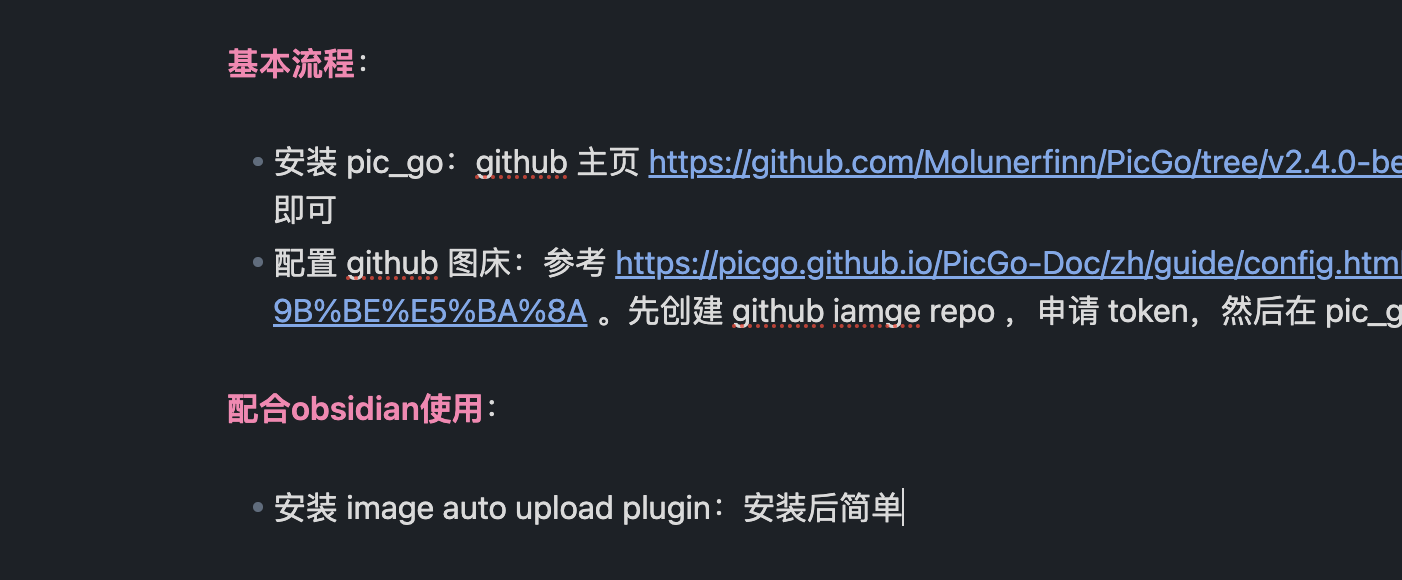 基本流程：
安装 pic_go：github 主页 https://github.com/Molunerfinn/PicGo/tree/v2.4.0-be
即可
配置 github 图床：参考 https://picgo.github.io/PicGo-Doc/zh/guide/config.html
9B%BE%E5%BA%8A 。先创建 github iamge repo ，申请 token，然后在 pic_g
配合obsidian使用：
安装 image auto upload plugin：安装后简单